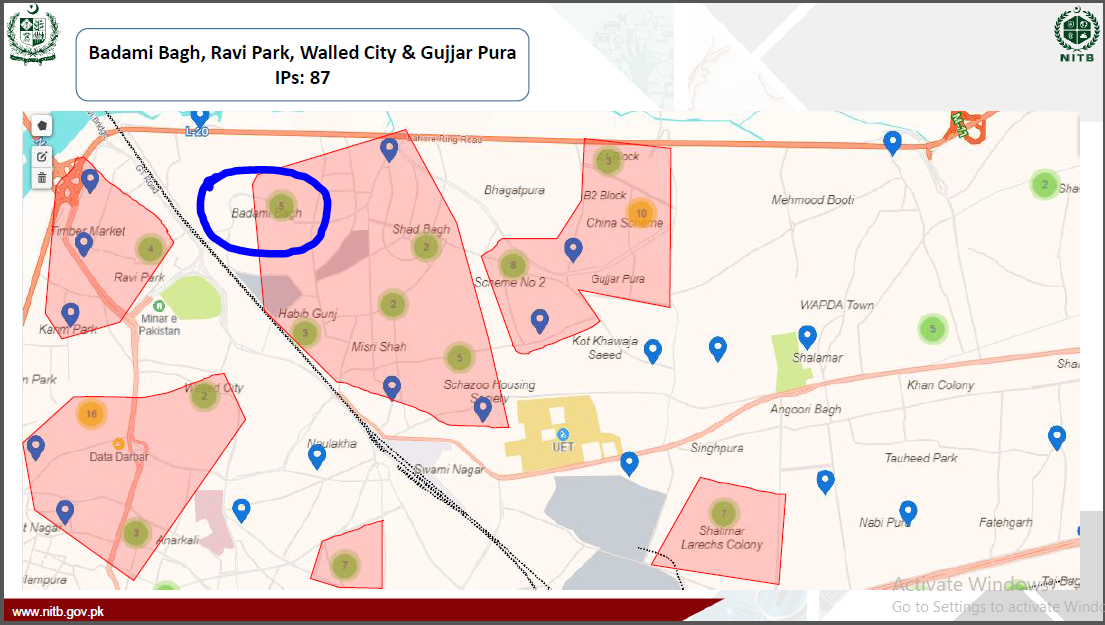 Badami Bagh, Ravi Park, Walled City & Gujjar Pura
IPs: 87
NITB
L-20
Lahore Ring Road
M-11
Block
3
B2 Block
10
China Scheme
Bhagatpura
Mehmood Booti
2
Badami Bagh
5
Timber Market
4
Shad Bagh
2
Ravi Park
8
Scheme No 2
Gujjar Pura
Minar e
Pakistan
Karim Park
Habib Gunj
3
2
Misri Shah
5
Kot Khawaja
Saeed
WAPDA Town
5
Shalamar
n Park
Walled City
2
Schazoo Housing
Society
Khan Colony
Angoori Bagh
16
Data Darbar
Naulakha
UET
Swami Nagar
Singhpura
Tauheed Park
t Nagar
3
Anarkali
7
7
Shalimar
Larechs Colony
Nabi Pura
Fatehgarh
lampura
Taj Bag
Activate Windows
Go to Settings to activate Windo
www.nitb.gov.pk